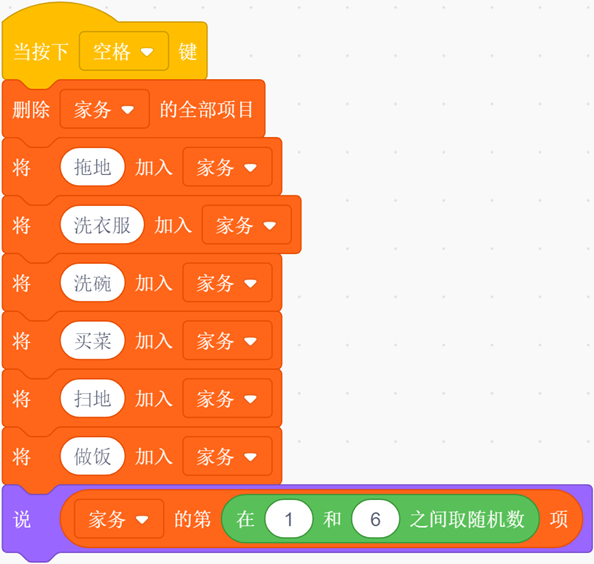 当按下 空格 键
删除 家务 的全部项目
将 拖地 加入 家务
将 洗衣服 加入 家务
将 洗碗 加入 家务
将 买菜 加入 家务
将 扫地 加入 家务
将 做饭 加入 家务
说 家务 的第 在 1 和 6 之间取随机数 项